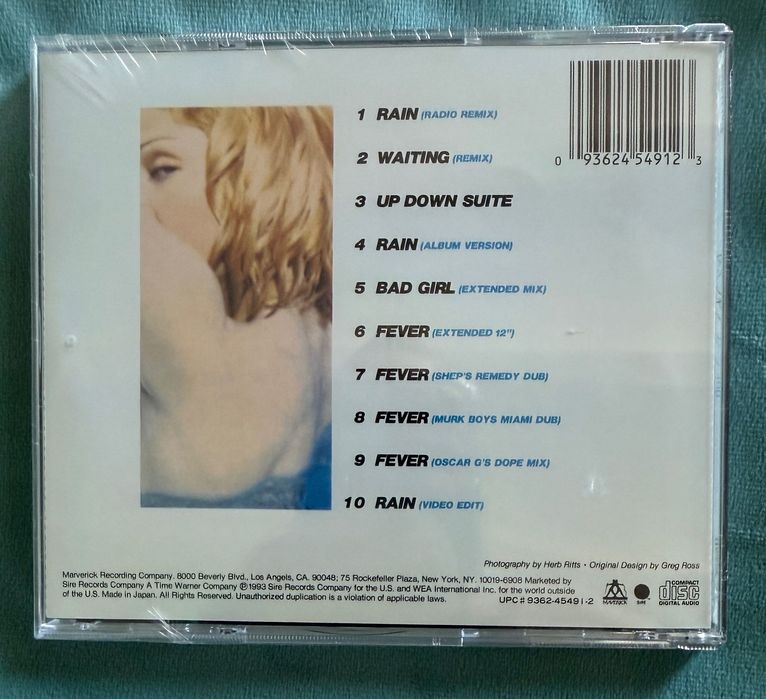 1 RAIN (RADIO REMIX)
2 WAITING (REMIX)
3 UP DOWN SUITE
4 RAIN (ALBUM VERSION)
5 BAD GIRL (EXTENDED MIX)
6 FEVER (EXTENDED 12")
7 FEVER (SHEP'S REMEDY DUB)
8 FEVER (MURK BOYS MIAMI DUB)
9 FEVER (OSCAR G'S DOPE MIX)
10 RAIN (VIDEO EDIT)
0 93624 54912 3
Photography by Herb Ritts • Original Design by Greg Ross
Marverick Recording Company. 8000 Beverly Blvd., Los Angels, CA. 90048; 75 Rockefeller Plaza, New York, NY. 10019-6908 Marketed by
Sire Records Company A Time Warner Company ℗1993 Sire Records Company for the U.S. and WEA International Inc. for the world outside
of the U.S. Made in Japan. All Rights Reserved. Unauthorized duplication is a violation of applicable laws.
UPC# 9362-45491-2
MAVERICK
SIRE
COMPACT
disc
DIGITAL AUDIO